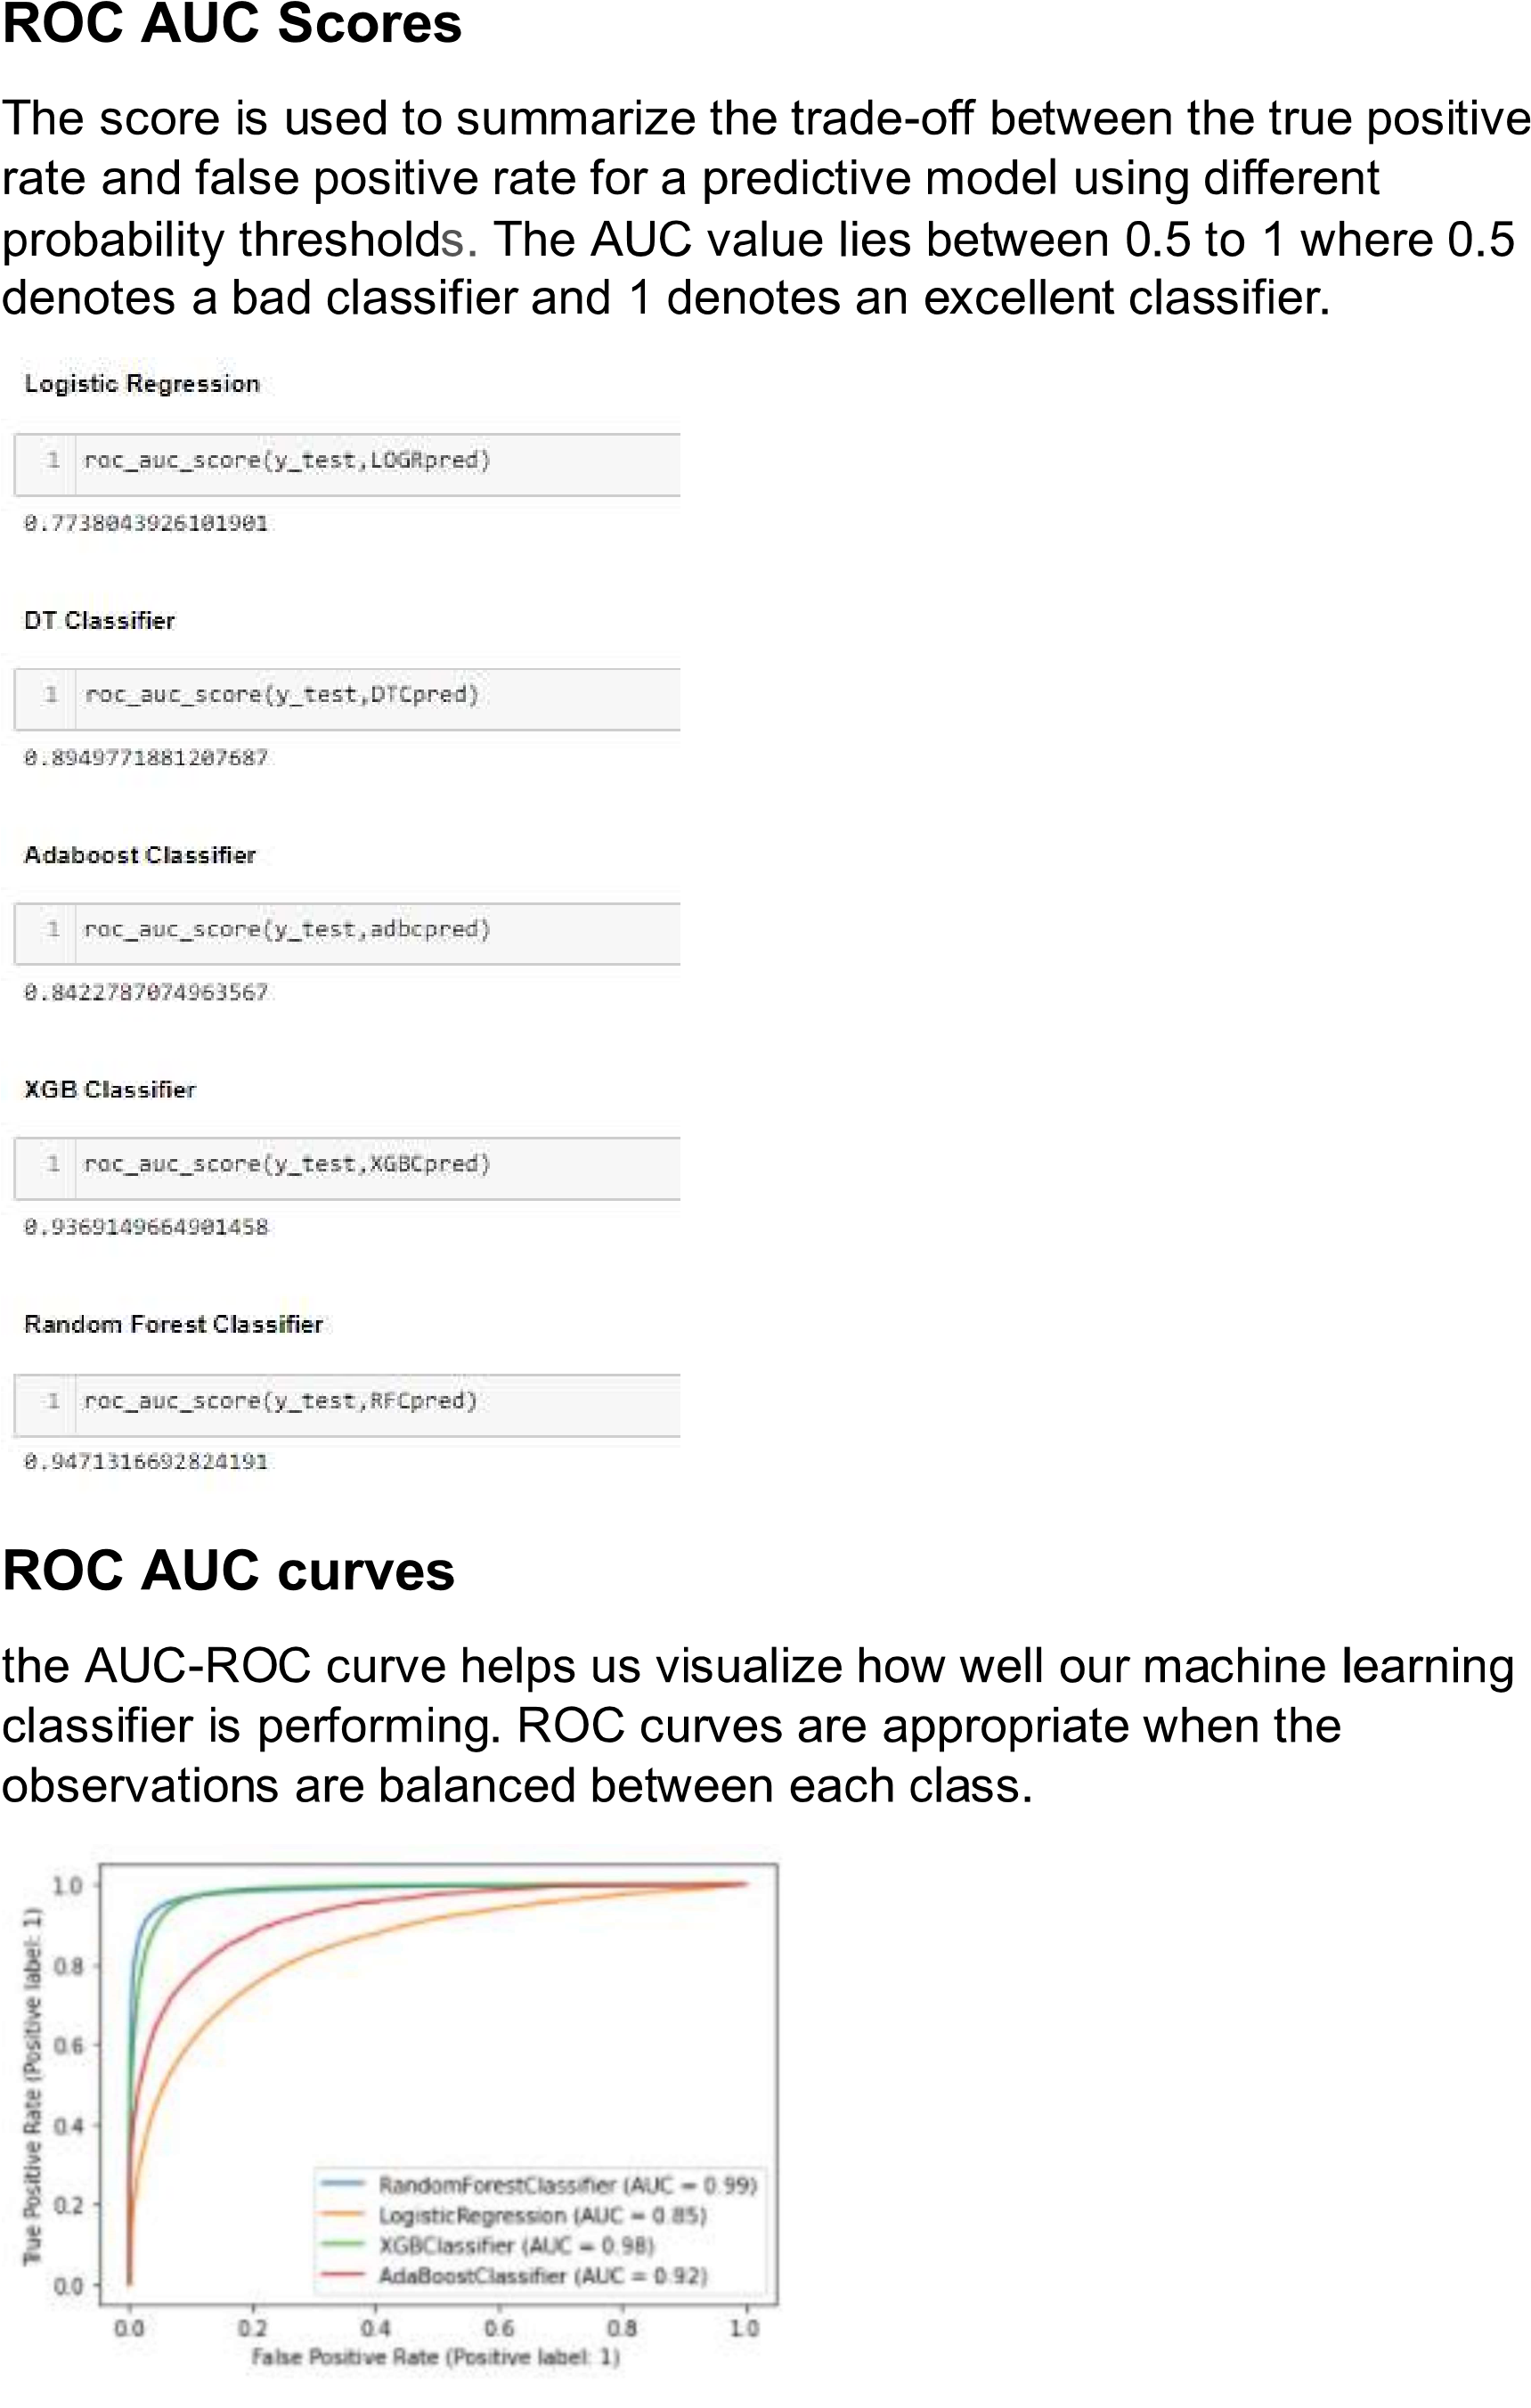 ROC AUC Scores
The score is used to summarize the trade-off between the true positive
rate and false positive rate for a predictive model using different
probability thresholds. The AUC value lies between 0.5 to 1 where 0.5
denotes a bad classifier and 1 denotes an excellent classifier.
Logistic Regression
1 roc_auc_score(y_test,LOGRpred)
0.7738043926101901
DT Classifier
1 roc_auc_score(y_test,DTCpred)
0.8949771881207687
Adaboost Classifier
1 roc_auc_score(y_test,adbcpred)
0.8422787074963567
XGB Classifier
1 roc_auc_score(y_test,XGBCpred)
0.9369149664901458
Random Forest Classifier
1 roc_auc_score(y_test,RFCpred)
0.9471316692824191
ROC AUC curves
the AUC-ROC curve helps us visualize how well our machine learning
classifier is performing. ROC curves are appropriate when the
observations are balanced between each class.
True Positive Rate (Positive label: 1)
1.0
0.8
0.6
0.4
0.2
0.0
RandomForestClassifier (AUC = 0.99)
LogisticRegression (AUC = 0.85)
XGBClassifier (AUC = 0.98)
AdaBoostClassifier (AUC = 0.92)
0.0 0.2 0.4 0.6 0.8 1.0
False Positive Rate (Positive label: 1)